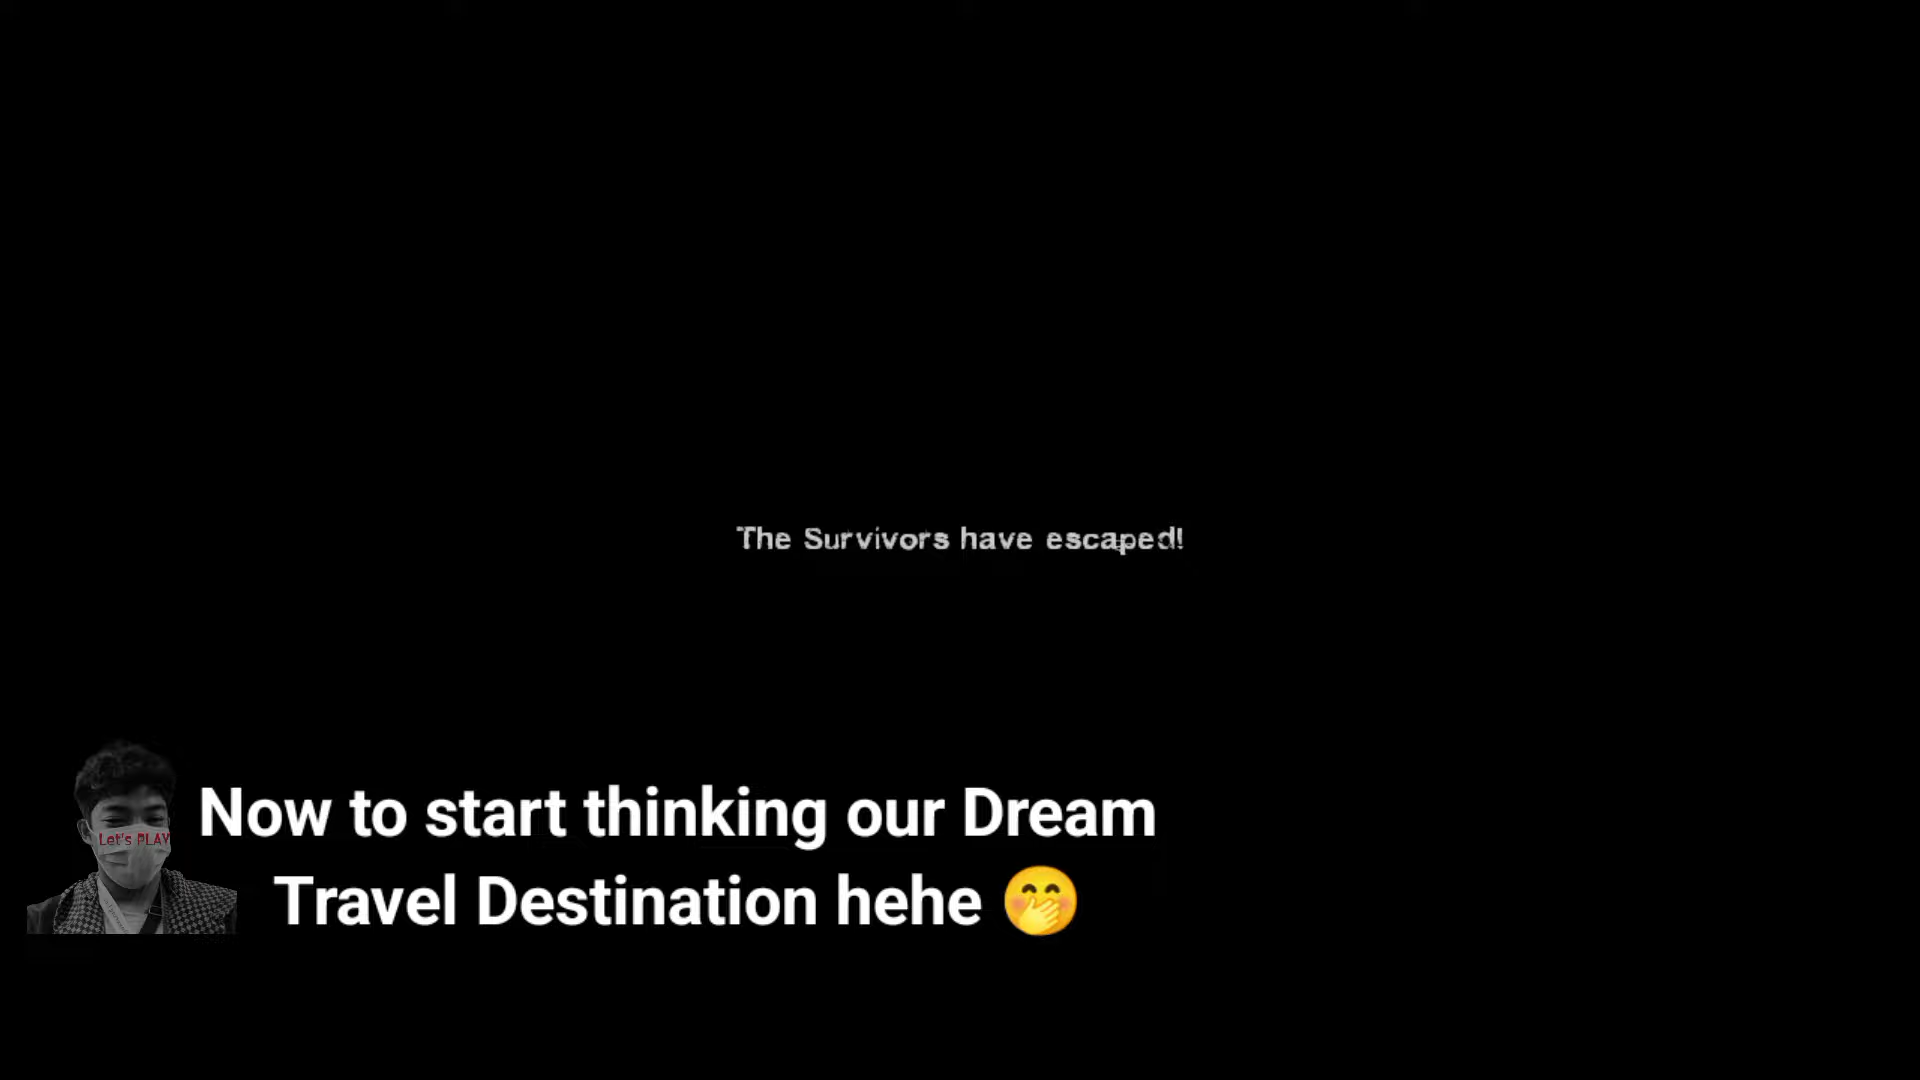 The Survivors have escaped!
Let's PLAY
Now to start thinking our Dream
Travel Destination hehe 🤭